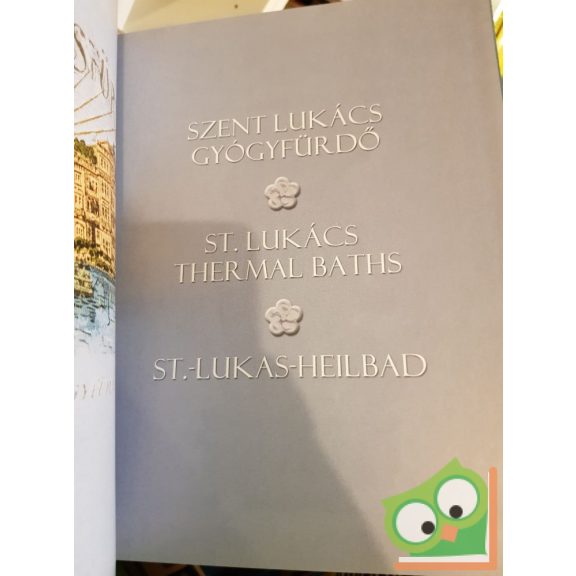 SZENT LUKÁCS
GYÓGYFÜRDŐ
ST. LUKÁCS
THERMAL BATHS
ST.-LUKAS-HEILBAD